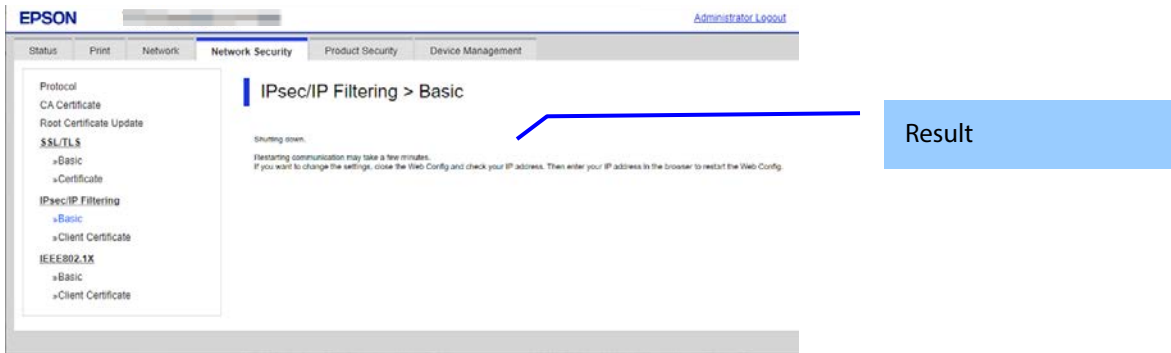 EPSON
Administrator Logout
Status Print Network Network Security Product Security Device Management
Protocol
CA Certificate
Root Certificate Update
SSL/TLS
»Basic
»Certificate
IPsec/IP Filtering
»Basic
»Client Certificate
IEEE802.1X
»Basic
»Client Certificate
IPsec/IP Filtering > Basic
Shutting down.
Restarting communication may take a few minutes.
If you want to change the settings, close the Web Config and check your IP address. Then enter your IP address in the browser to restart the Web Config.
Result